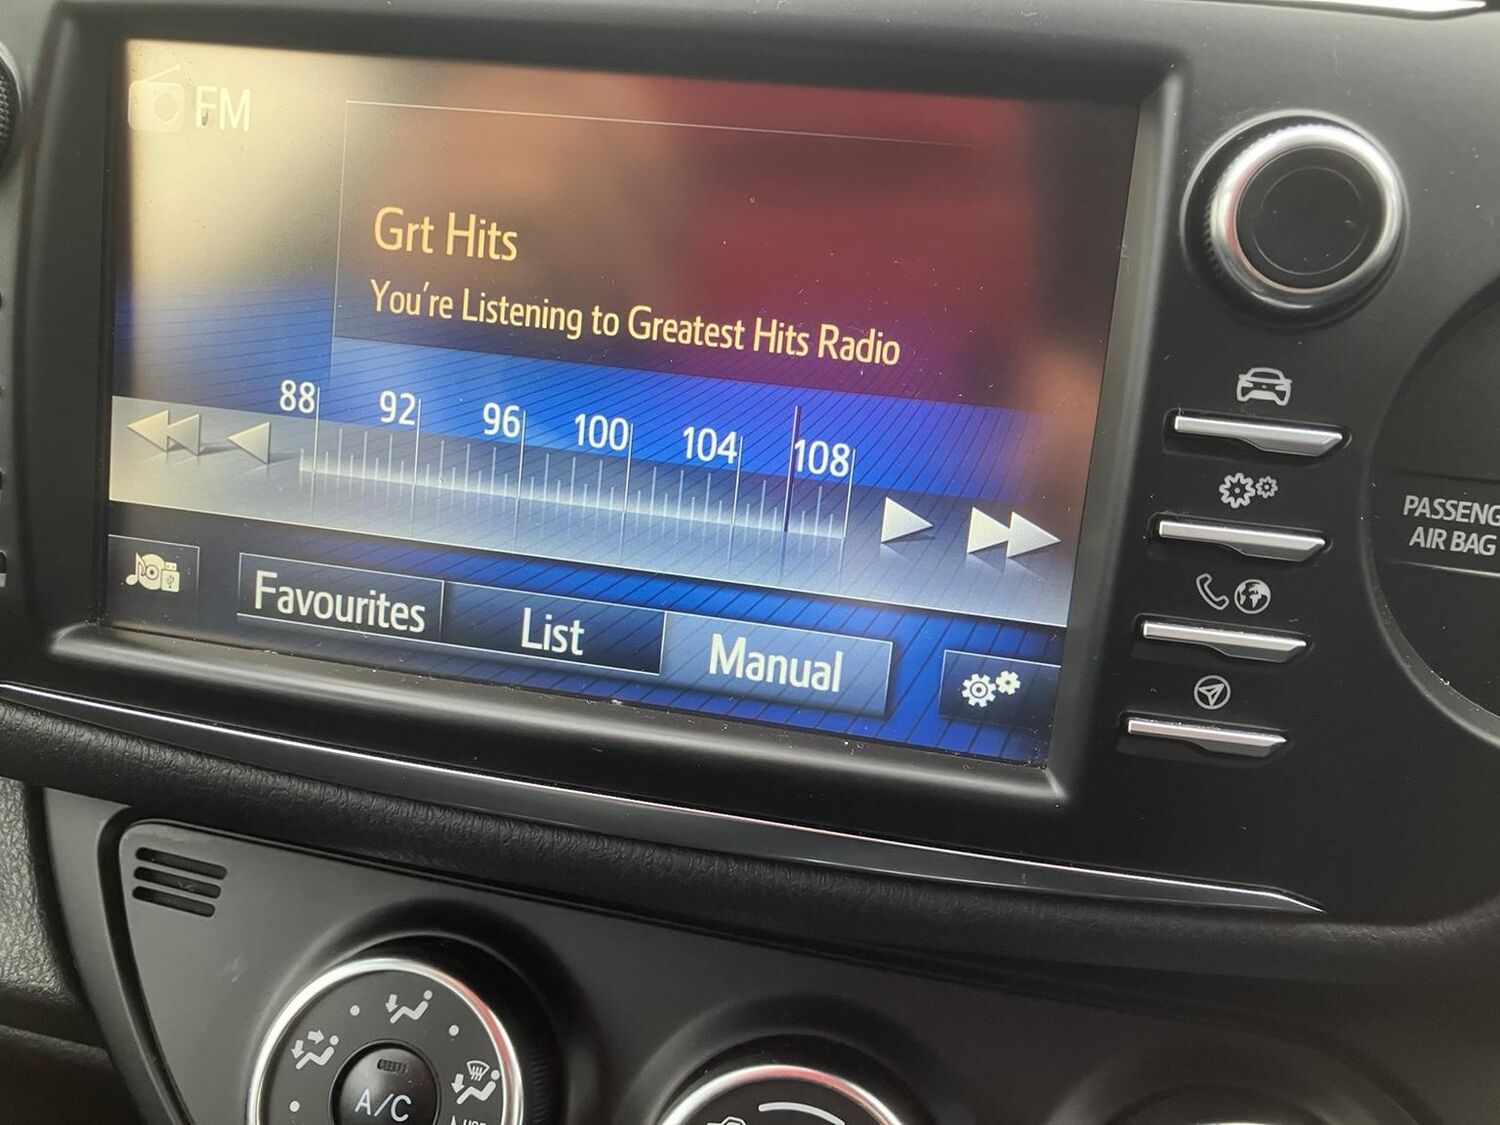 FM
Grt Hits
You're Listening to Greatest Hits Radio
88 92 96 100 104 108
Favourites List Manual
PASSENG
AIR BAG
A/C